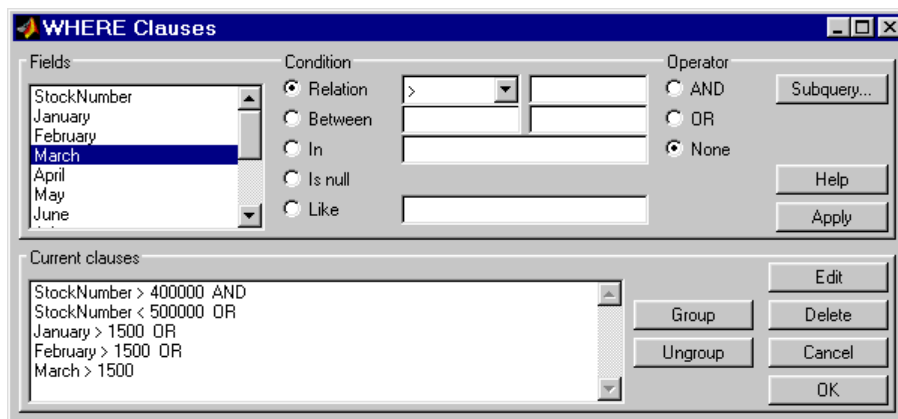 WHERE Clauses
Fields
StockNumber
January
February
March
April
May
June
Condition
Relation >
Between
In
Is null
Like
Operator
AND
OR
None
Subquery...
Help
Apply
Current clauses
StockNumber > 400000 AND
StockNumber < 500000 OR
January > 1500 OR
February > 1500 OR
March > 1500
Group
Ungroup
Edit
Delete
Cancel
OK